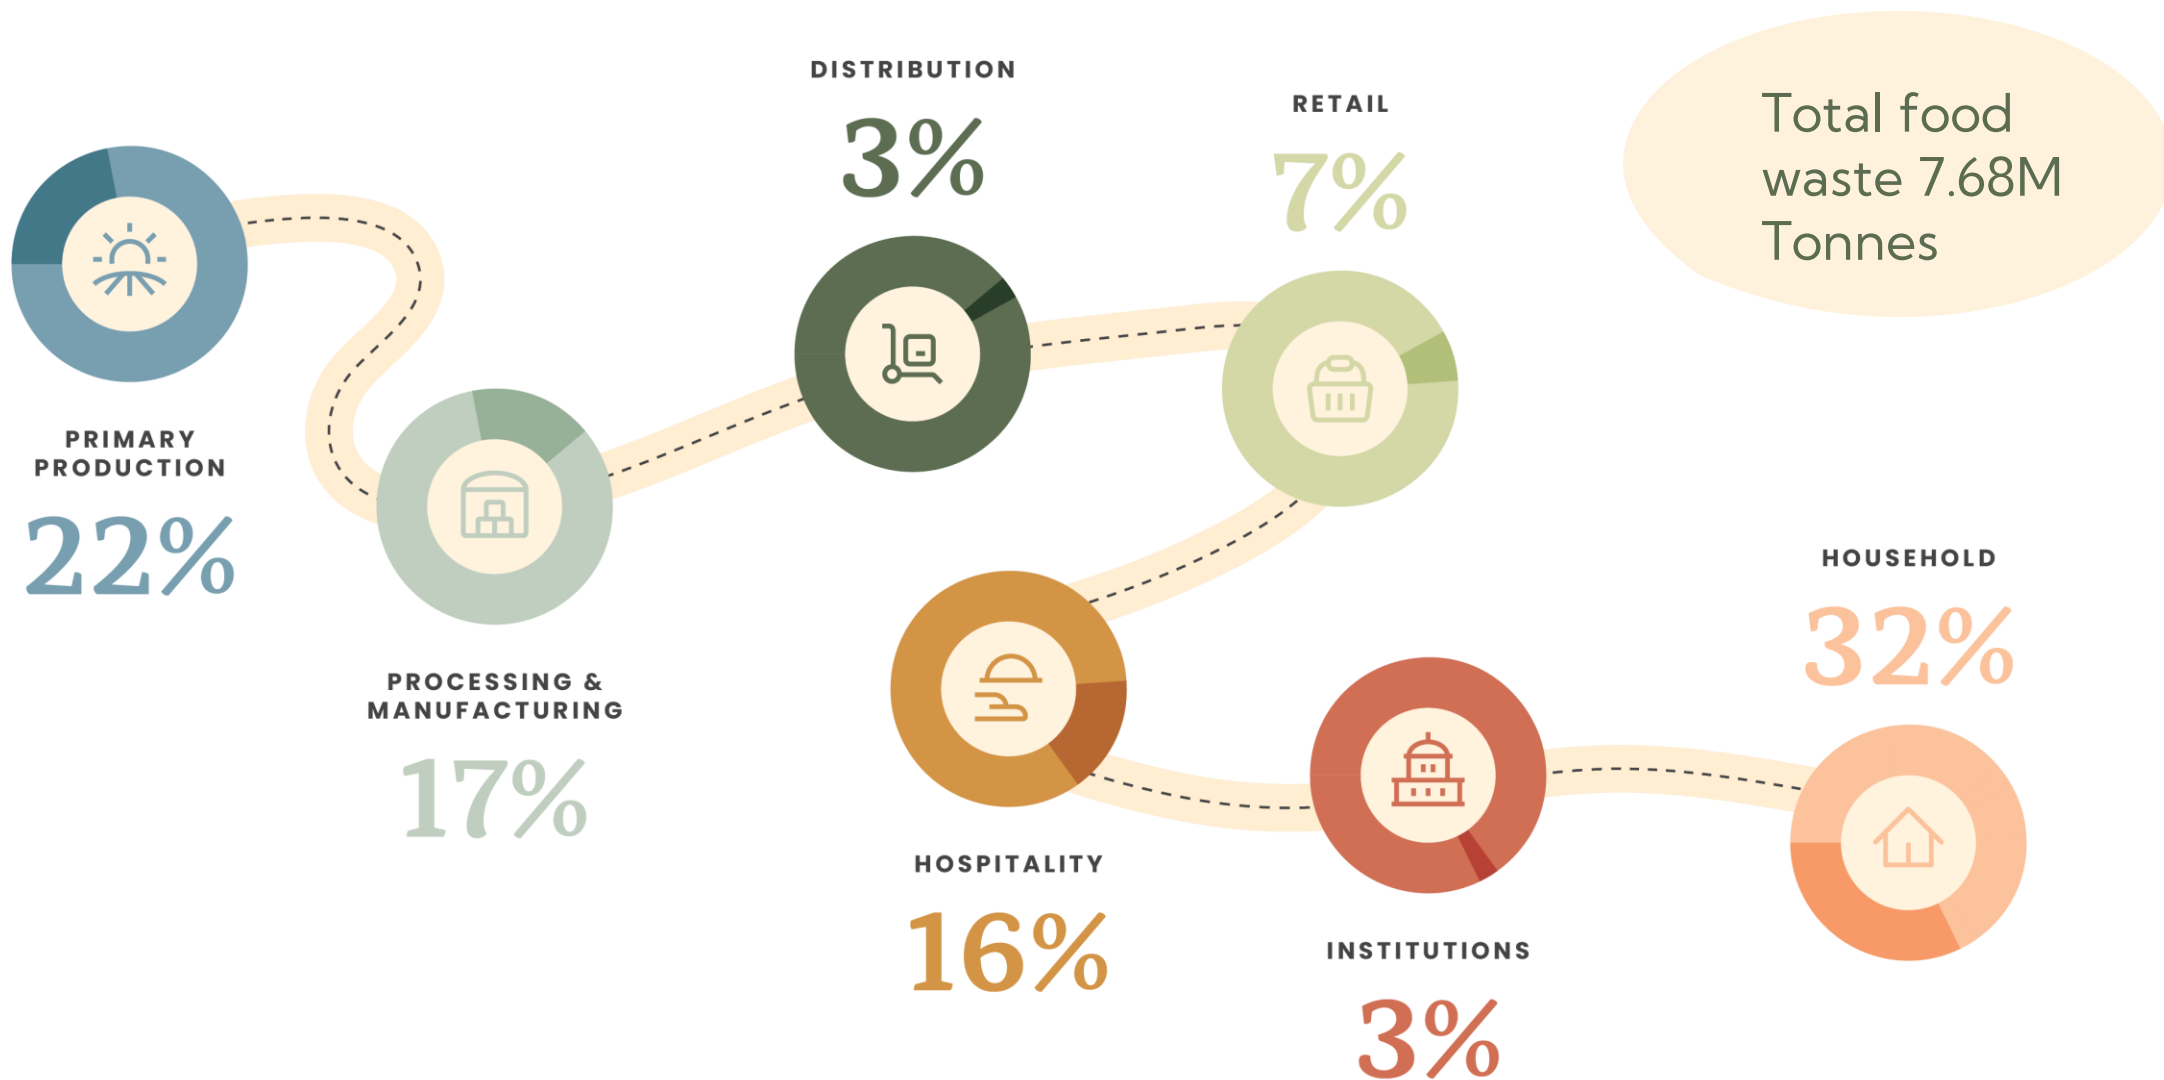 PRIMARY
PRODUCTION
22%
PROCESSING &
MANUFACTURING
17%
DISTRIBUTION
3%
RETAIL
7%
HOSPITALITY
16%
INSTITUTIONS
3%
HOUSEHOLD
32%
Total food
waste 7.68M
Tonnes